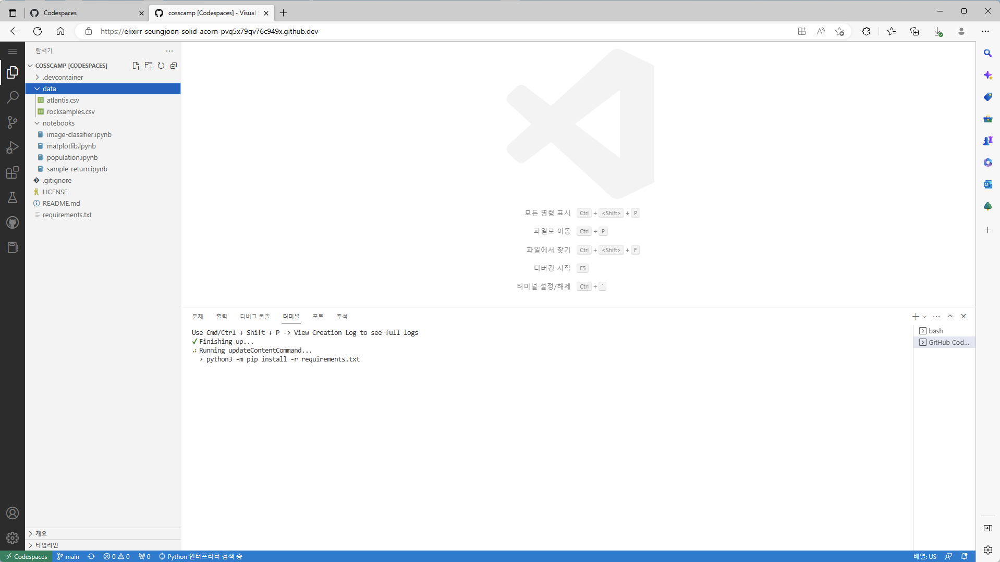 Codespaces
cosscamp [Codespaces] - Visual
https://elixirr-seungjoon-solid-acorn-pvq5x79qv76c949x.github.dev
탐색기
COSSCAMP [CODESPACES]
.devcontainer
data
atlantis.csv
rocksamples.csv
notebooks
image-classifier.ipynb
matplotlib.ipynb
population.ipynb
sample-return.ipynb
.gitignore
LICENSE
README.md
requirements.txt
모든 명령 표시 Ctrl + <Shift> + P
파일로 이동 Ctrl + P
파일에서 찾기 Ctrl + <Shift> + F
디버깅 시작 F5
터미널 설정/해제 Ctrl + `
문제 출력 디버그 콘솔 터미널 포트 주석
Use Cmd/Ctrl + Shift + P -> View Creation Log to see full logs
✔ Finishing up...
⠴ Running updateContentCommand...
› python3 -m pip install -r requirements.txt
bash
GitHub Cod...
개요
타임라인
Codespaces main 0 0 0 Python 인터프리터 검색 중 배열: US